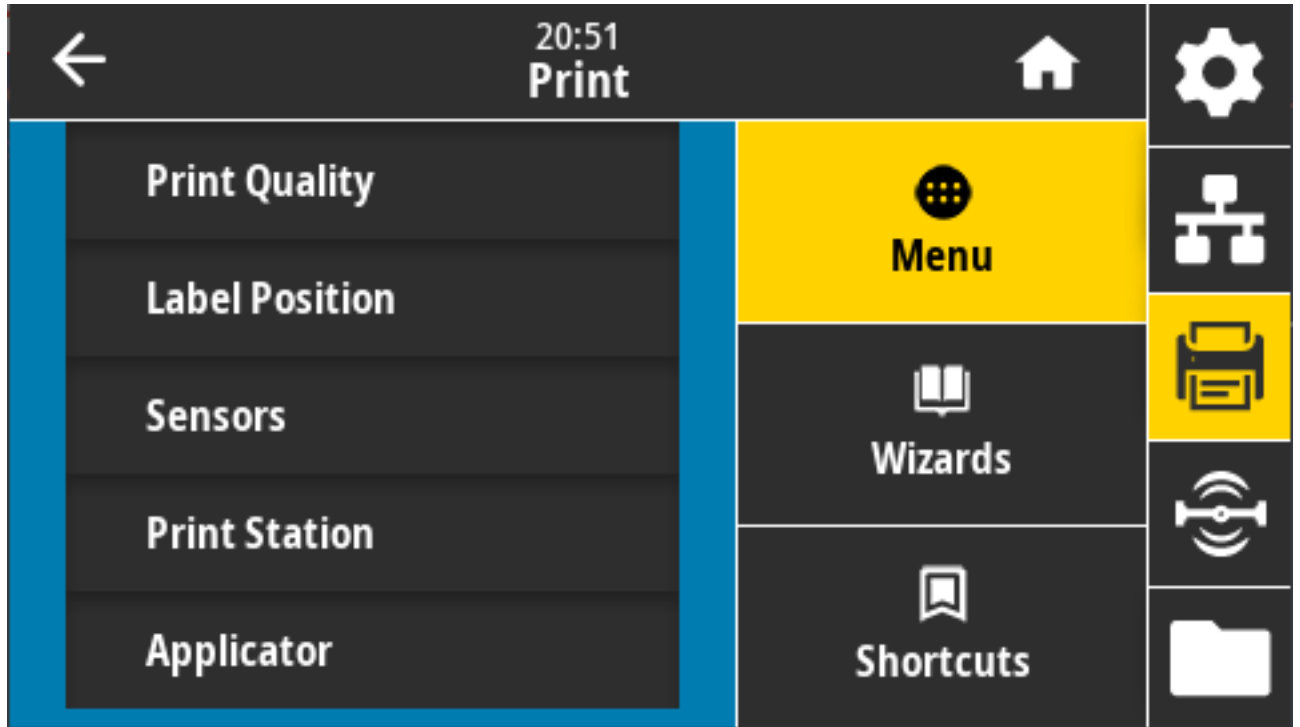 20:51
Print
Print Quality
Label Position
Sensors
Print Station
Applicator
Menu
Wizards
Shortcuts